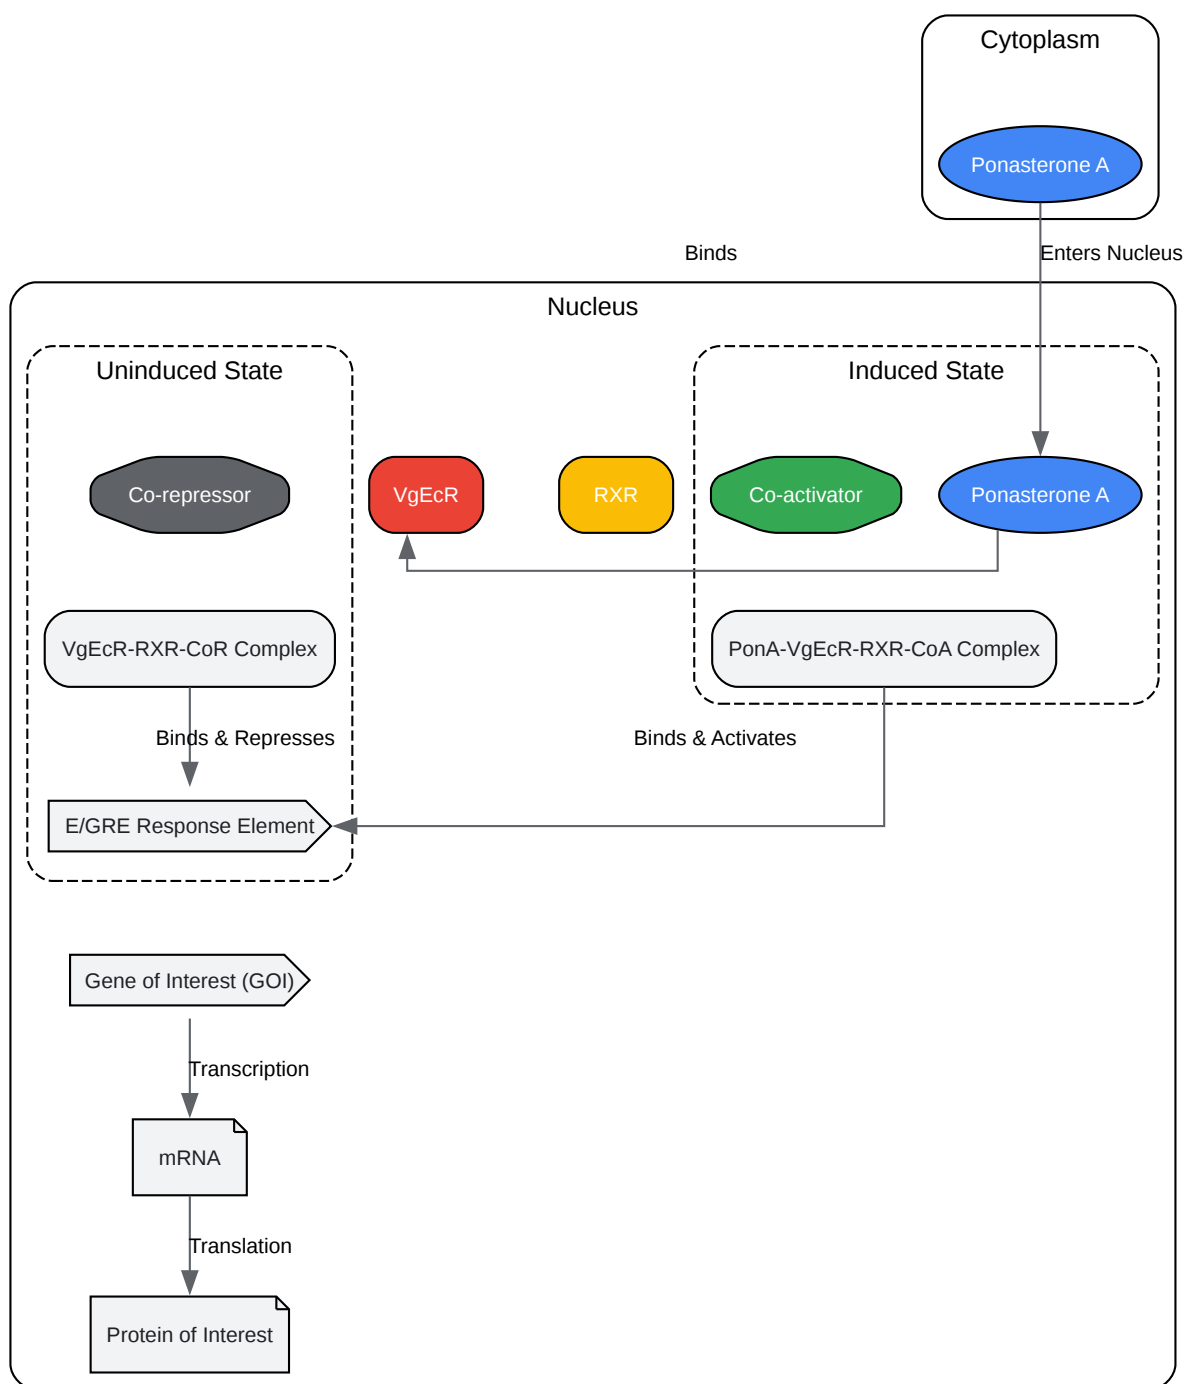 Cytoplasm
Ponasterone A
Binds
Enters Nucleus
Nucleus
Uninduced State
Induced State
Co-repressor
VgEcR
RXR
Co-activator
Ponasterone A
VgEcR-RXR-CoR Complex
PonA-VgEcR-RXR-CoA Complex
Binds & Represses
Binds & Activates
E/GRE Response Element
Gene of Interest (GOI)
Transcription
mRNA
Translation
Protein of Interest